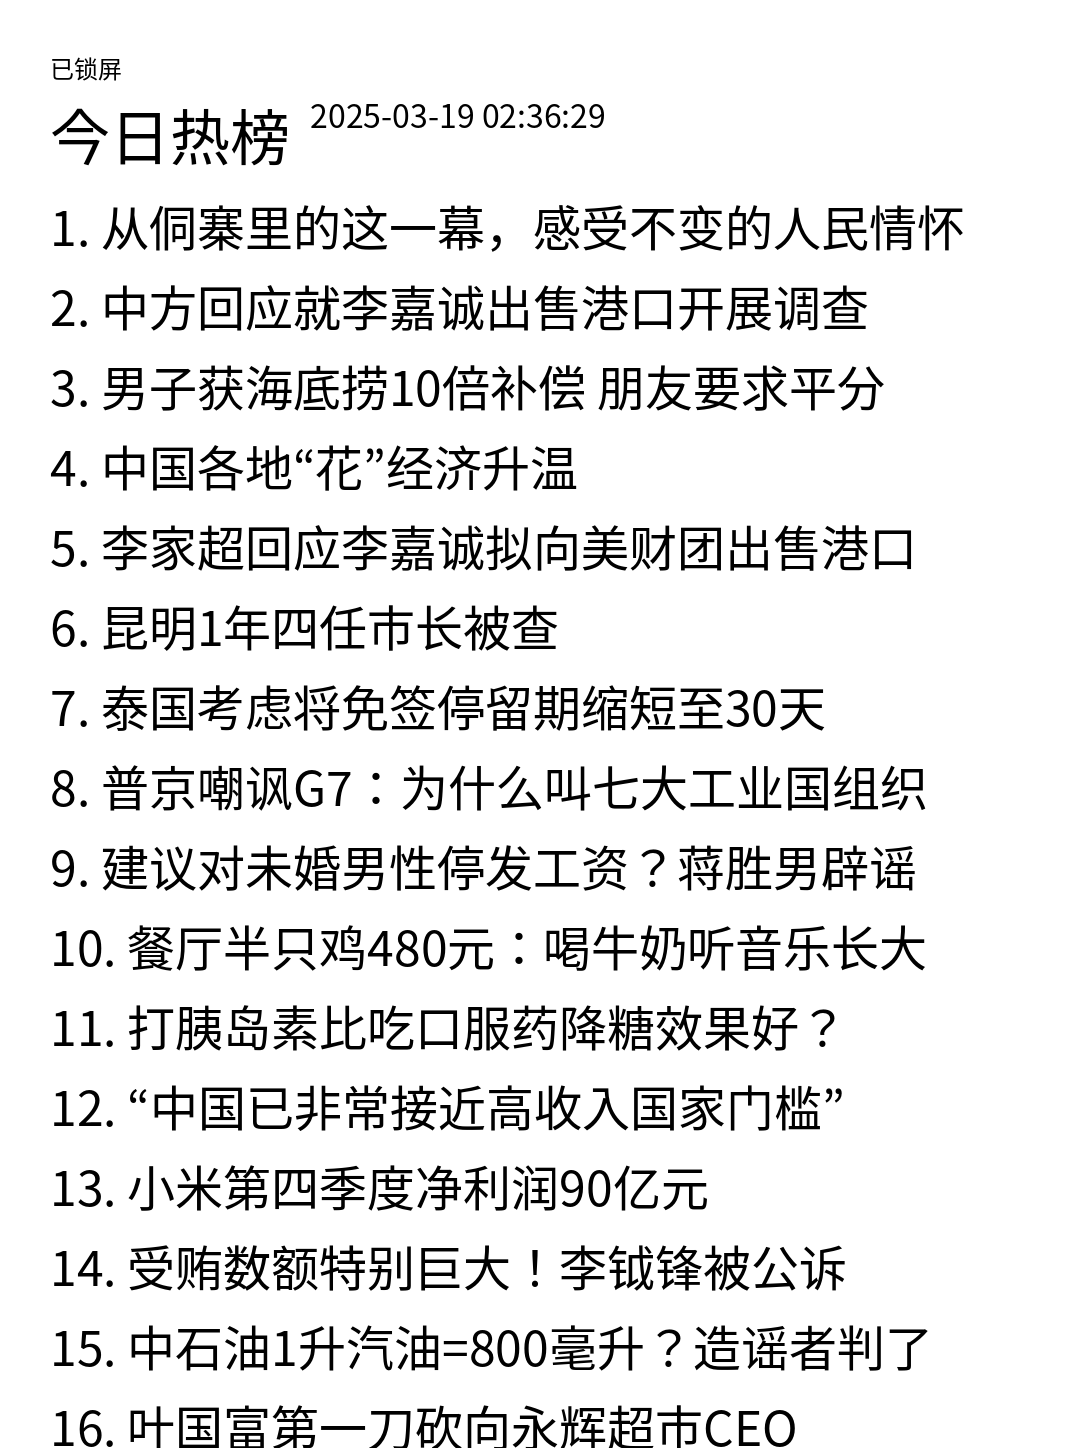 已锁屏
今日热榜 2025-03-19 02:36:29
1. 从侗寨里的这一幕，感受不变的人民情怀
2. 中方回应就李嘉诚出售港口开展调查
3. 男子获海底捞10倍补偿 朋友要求平分
4. 中国各地“花”经济升温
5. 李家超回应李嘉诚拟向美财团出售港口
6. 昆明1年四任市长被查
7. 泰国考虑将免签停留期缩短至30天
8. 普京嘲讽G7：为什么叫七大工业国组织
9. 建议对未婚男性停发工资？蒋胜男辟谣
10. 餐厅半只鸡480元：喝牛奶听音乐长大
11. 打胰岛素比吃口服药降糖效果好？
12. “中国已非常接近高收入国家门槛”
13. 小米第四季度净利润90亿元
14. 受贿数额特别巨大！李钺锋被公诉
15. 中石油1升汽油=800毫升？造谣者判了
16. 叶国富第一刀砍向永辉超市CEO